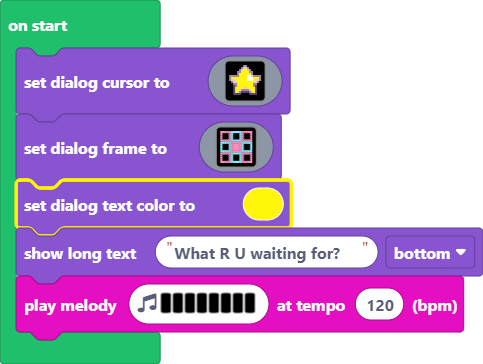 on start
set dialog cursor to
set dialog frame to
set dialog text color to
show long text "What R U waiting for? " bottom
play melody at tempo 120 (bpm)